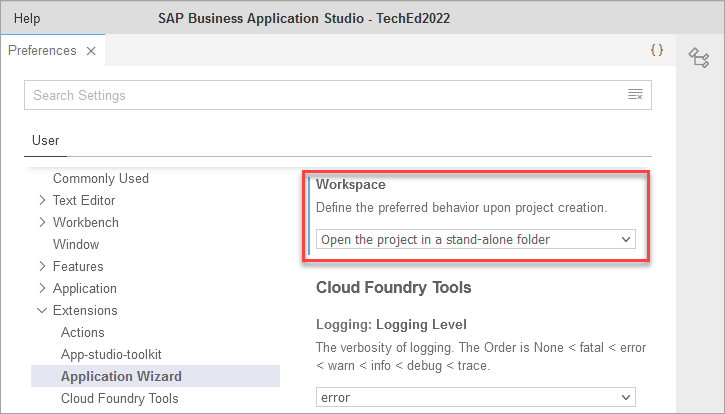 Help
SAP Business Application Studio - TechEd2022
Preferences
{ }
Search Settings
User
Commonly Used
Text Editor
Workbench
Window
Features
Application
Extensions
Actions
App-studio-toolkit
Application Wizard
Cloud Foundry Tools
Workspace
Define the preferred behavior upon project creation.
Open the project in a stand-alone folder
Cloud Foundry Tools
Logging: Logging Level
The verbosity of logging. The Order is None < fatal < error
< warn < info < debug < trace.
error